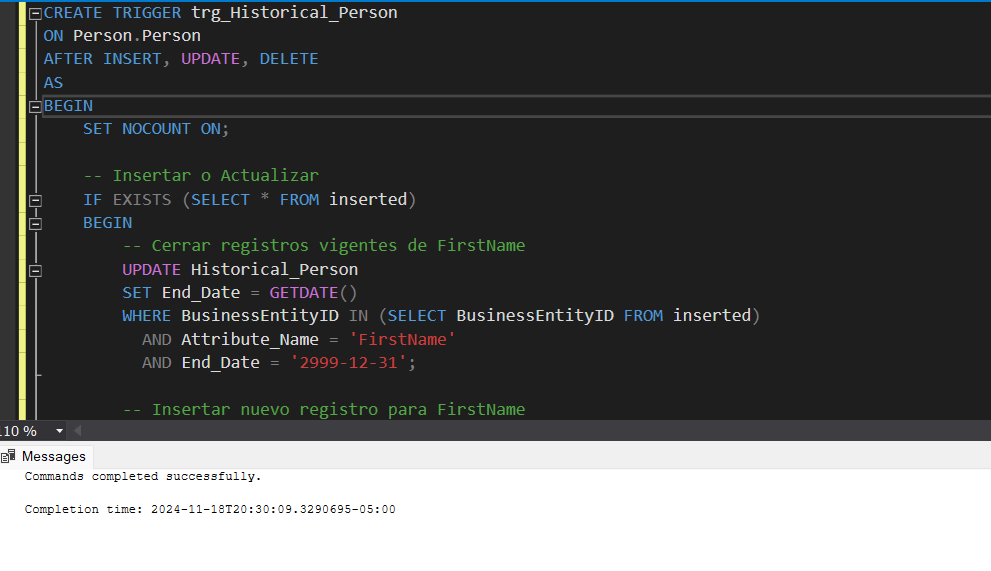 CREATE TRIGGER trg_Historical_Person
ON Person.Person
AFTER INSERT, UPDATE, DELETE
AS
BEGIN
SET NOCOUNT ON;
-- Insertar o Actualizar
IF EXISTS (SELECT * FROM inserted)
BEGIN
-- Cerrar registros vigentes de FirstName
UPDATE Historical_Person
SET End_Date = GETDATE()
WHERE BusinessEntityID IN (SELECT BusinessEntityID FROM inserted)
AND Attribute_Name = 'FirstName'
AND End_Date = '2999-12-31';
-- Insertar nuevo registro para FirstName
110 %
Messages
Commands completed successfully.
Completion time: 2024-11-18T20:30:09.3290695-05:00